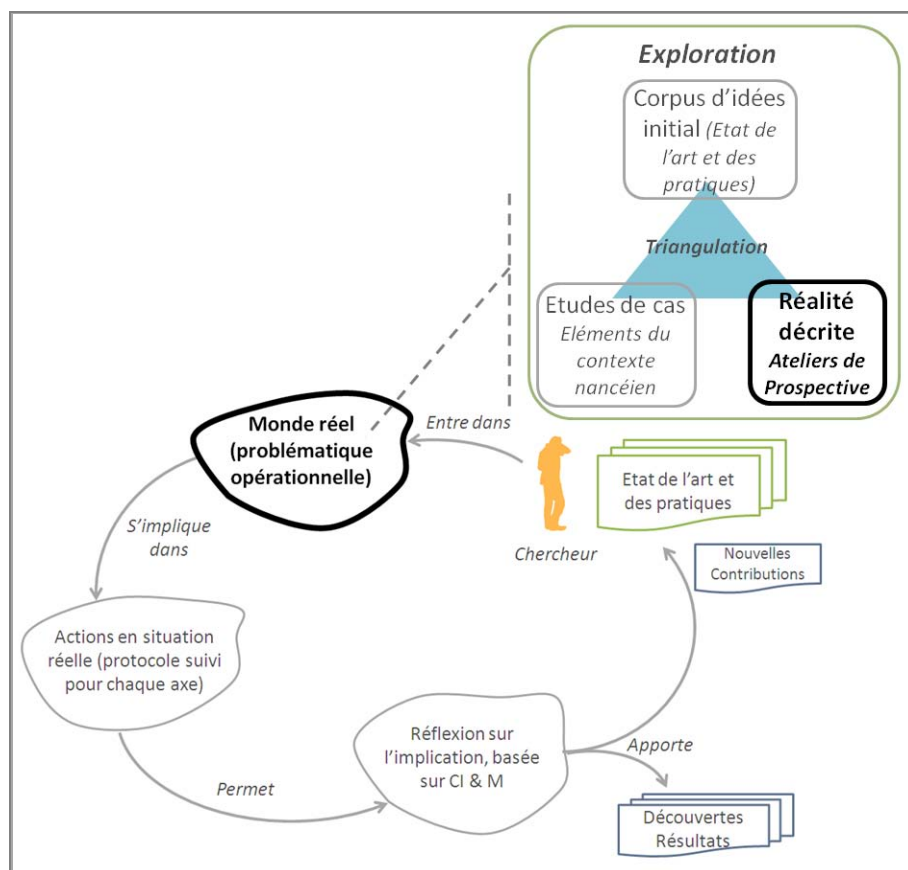 Exploration
Corpus d'idées
initial (Etat de
l'art et des
pratiques)
Triangulation
Etudes de cas
Eléments du
contexte
nancéien
Réalité
décrite
Ateliers de
Prospective
Monde réel
(problématique
opérationnelle)
Entre dans
Chercheur
Etat de l'art et
des pratiques
Nouvelles
Contributions
S'implique
dans
Actions en situation
réelle (protocole suivi
pour chaque axe)
Permet
Réflexion sur
l'implication, basée
sur CI & M
Apporte
Découvertes
Résultats